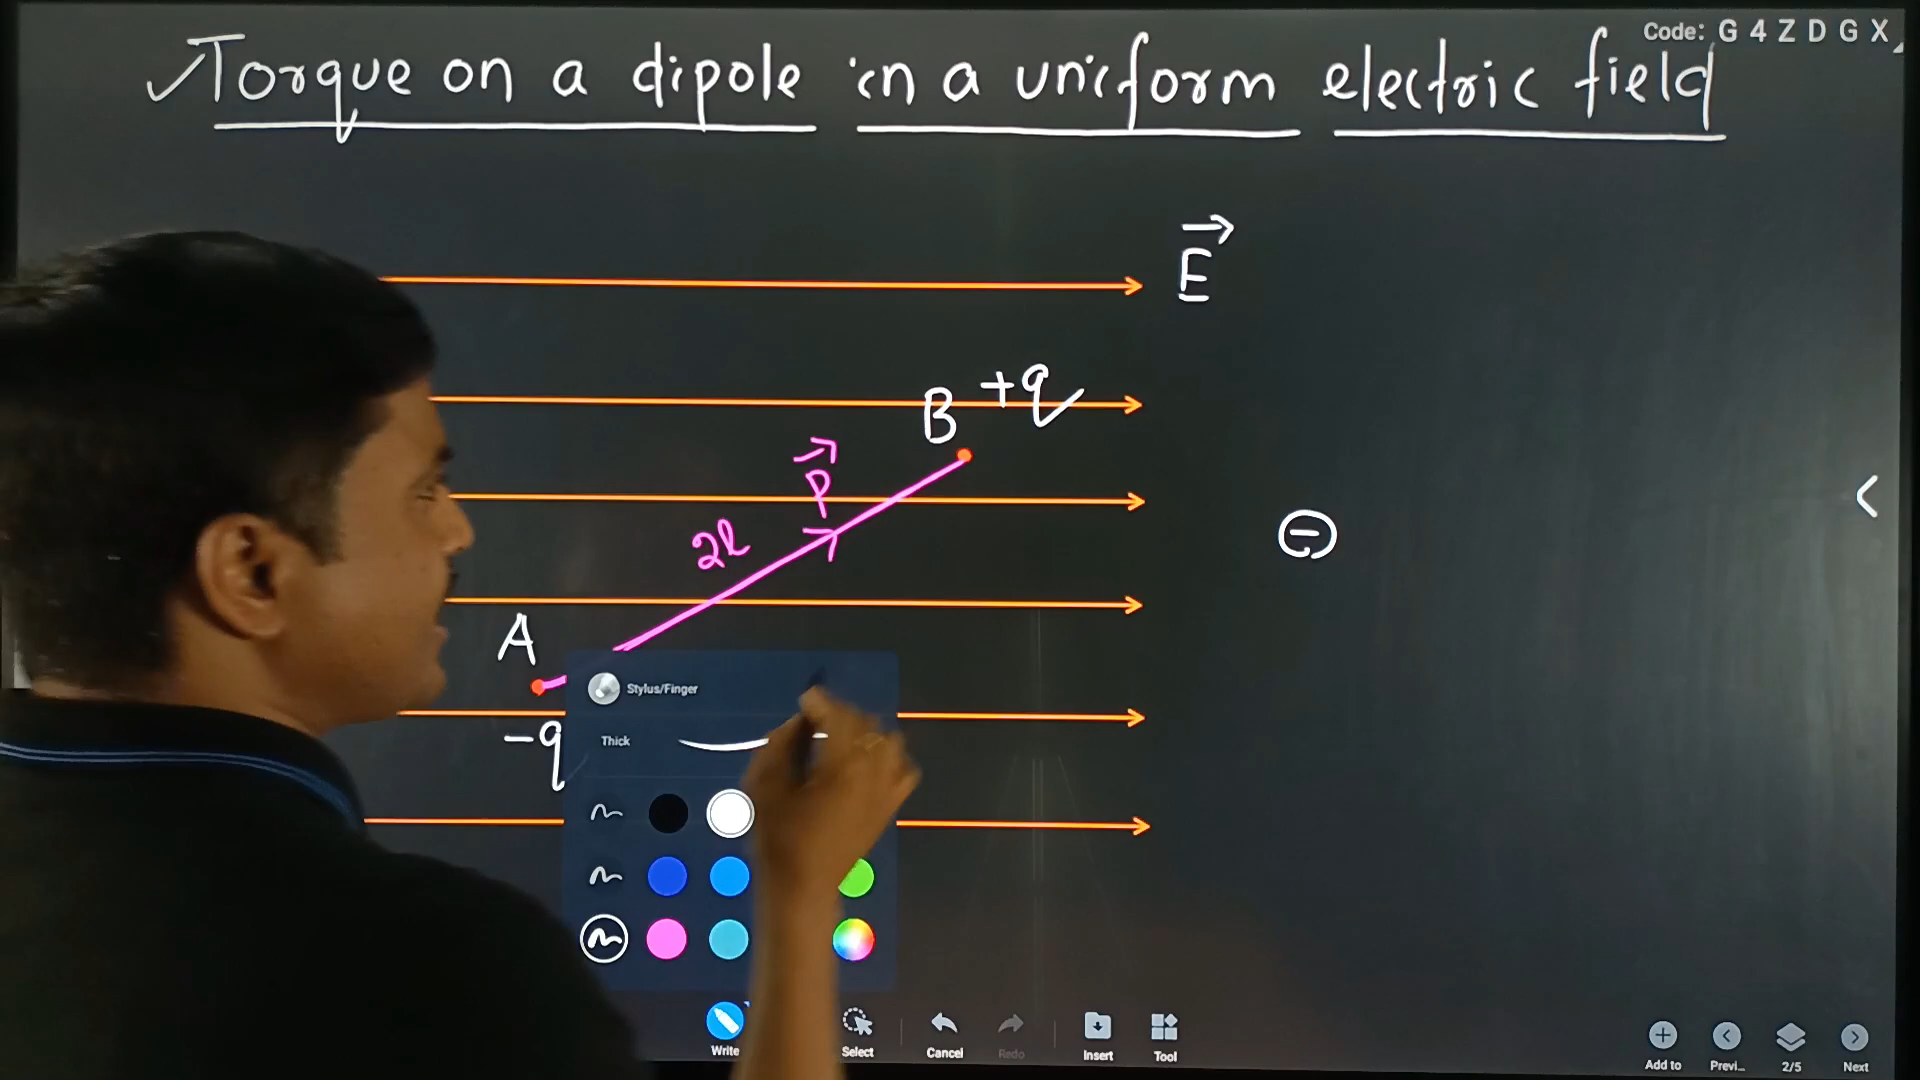 Code: G4ZDGX
Torque on a dipole in a uniform electric field
E
B +q
P
2l
A
-q
Stylus/Finger
Thick
Write
Select
Cancel
Redo
Insert
Tool
Add to
Previ...
2/5
Next